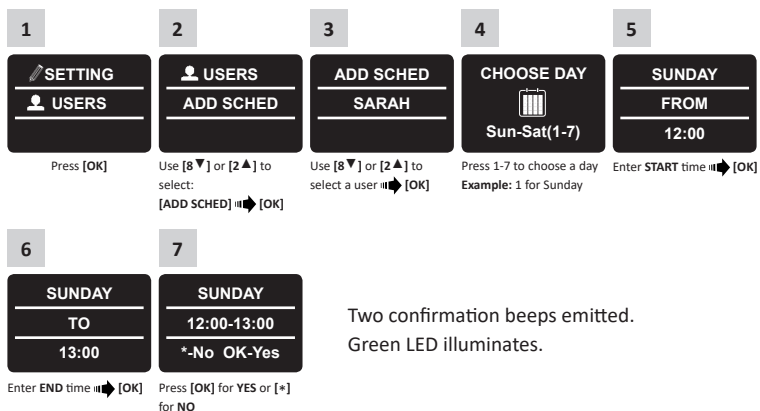 1
2
3
4
5
SETTING
USERS
Press [OK]
USERS
ADD SCHED
Use [8▼] or [2▲] to
select:
[ADD SCHED] [OK]
ADD SCHED
SARAH
Use [8▼] or [2▲] to
select a user [OK]
CHOOSE DAY
Sun-Sat(1-7)
Press 1-7 to choose a day
Example: 1 for Sunday
SUNDAY
FROM
12:00
Enter START time [OK]
6
7
SUNDAY
TO
13:00
Enter END time [OK]
SUNDAY
12:00-13:00
*-No OK-Yes
Press [OK] for YES or [*]
for NO
Two confirmation beeps emitted.
Green LED illuminates.